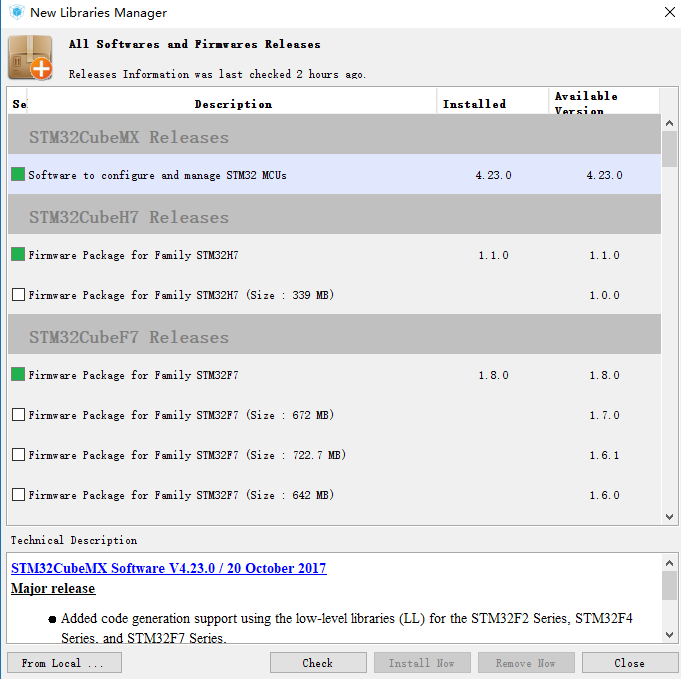 New Libraries Manager
All Softwares and Firmwares Releases
Releases Information was last checked 2 hours ago.
Se
Description
Installed
Available
Version
STM32CubeMX Releases
Software to configure and manage STM32 MCUs 4.23.0 4.23.0
STM32CubeH7 Releases
Firmware Package for Family STM32H7 1.1.0 1.1.0
Firmware Package for Family STM32H7 (Size : 339 MB) 1.0.0
STM32CubeF7 Releases
Firmware Package for Family STM32F7 1.8.0 1.8.0
Firmware Package for Family STM32F7 (Size : 672 MB) 1.7.0
Firmware Package for Family STM32F7 (Size : 722.7 MB) 1.6.1
Firmware Package for Family STM32F7 (Size : 642 MB) 1.6.0
Technical Description
STM32CubeMX Software V4.23.0 / 20 October 2017
Major release
● Added code generation support using the low-level libraries (LL) for the STM32F2 Series, STM32F4
Series, and STM32F7 Series.
From Local ... Check Install Now Remove Now Close